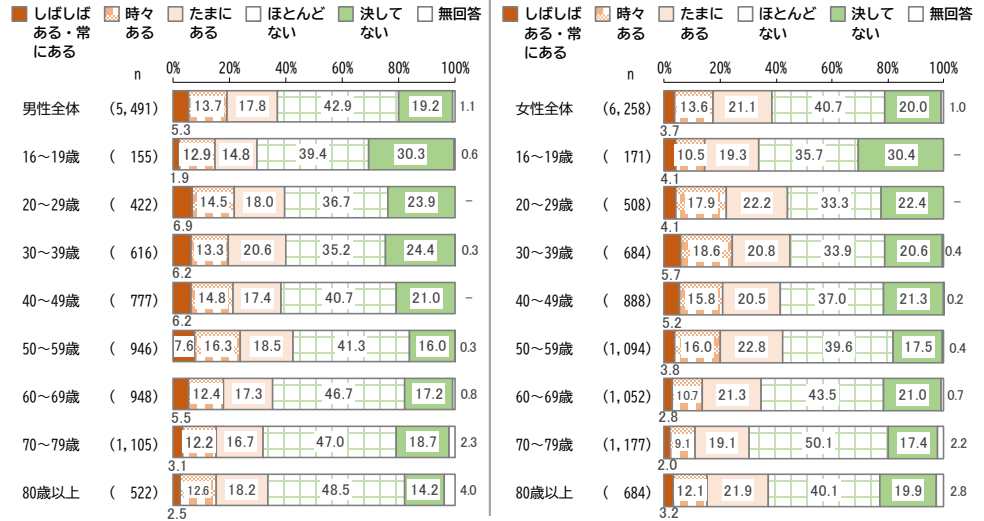 しばしば 時々 たまに ほとんど 決して 無回答
ある・常 ある ある ない ない
にある
n 0% 20% 40% 60% 80% 100%
男性全体 (5,491) 13.7 17.8 42.9 19.2 1.1
5.3
16～19歳 ( 155) 12.9 14.8 39.4 30.3 0.6
1.9
20～29歳 ( 422) 14.5 18.0 36.7 23.9 －
6.9
30～39歳 ( 616) 13.3 20.6 35.2 24.4 0.3
6.2
40～49歳 ( 777) 14.8 17.4 40.7 21.0 －
6.2
50～59歳 ( 946) 7.6 16.3 18.5 41.3 16.0 0.3
60～69歳 ( 948) 12.4 17.3 46.7 17.2 0.8
5.5
70～79歳 (1,105) 12.2 16.7 47.0 18.7 2.3
3.1
80歳以上 ( 522) 12.6 18.2 48.5 14.2 4.0
2.5
しばしば 時々 たまに ほとんど 決して 無回答
ある・常 ある ある ない ない
にある
n 0% 20% 40% 60% 80% 100%
女性全体 (6,258) 13.6 21.1 40.7 20.0 1.0
3.7
16～19歳 ( 171) 10.5 19.3 35.7 30.4 －
4.1
20～29歳 ( 508) 17.9 22.2 33.3 22.4 －
4.1
30～39歳 ( 684) 18.6 20.8 33.9 20.6 0.4
5.7
40～49歳 ( 888) 15.8 20.5 37.0 21.3 0.2
5.2
50～59歳 (1,094) 16.0 22.8 39.6 17.5 0.4
3.8
60～69歳 (1,052) 10.7 21.3 43.5 21.0 0.7
2.8
70～79歳 (1,177) 9.1 19.1 50.1 17.4 2.2
2.0
80歳以上 ( 684) 12.1 21.9 40.1 19.9 2.8
3.2